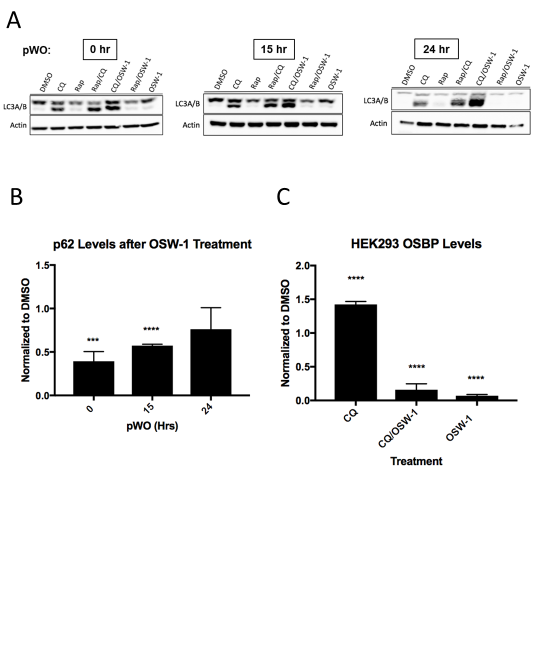 A
pWO: 0 hr 15 hr 24 hr
DMSO CQ Rap Rap/CQ CQ/OSW-1 Rap/OSW-1 OSW-1
DMSO CQ Rap Rap/CQ CQ/OSW-1 Rap/OSW-1 OSW-1
DMSO CQ Rap Rap/CQ CQ/OSW-1 Rap/OSW-1 OSW-1
LC3A/B LC3A/B LC3A/B
Actin Actin Actin
B
p62 Levels after OSW-1 Treatment
Normalized to DMSO
1.5
1.0
0.5
0.0
*** ****
0 15 24
pWO (Hrs)
C
HEK293 OSBP Levels
Normalized to DMSO
2.0
1.5
1.0
0.5
0.0
**** **** ****
CQ CQ/OSW-1 OSW-1
Treatment